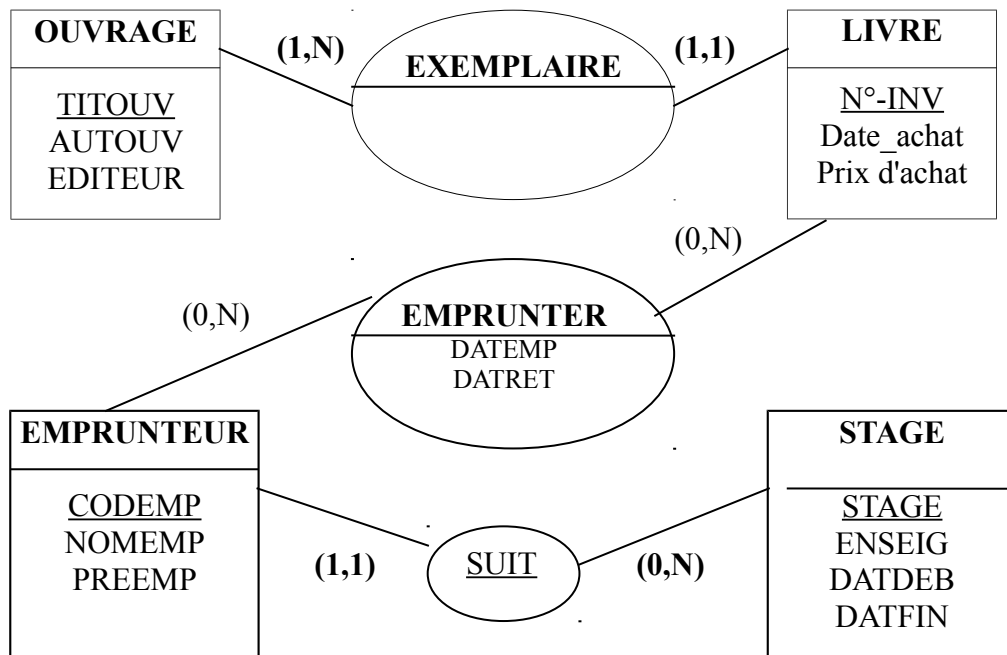 OUVRAGE
TITOUV
AUTOUV
EDITEUR
(1,N)
EXEMPLAIRE
(1,1)
LIVRE
N°-INV
Date_achat
Prix d'achat
(0,N)
(0,N)
EMPRUNTER
DATEMP
DATRET
EMPRUNTEUR
CODEMP
NOMEMP
PREEMP
(1,1)
SUIT
(0,N)
STAGE
STAGE
ENSEIG
DATDEB
DATFIN